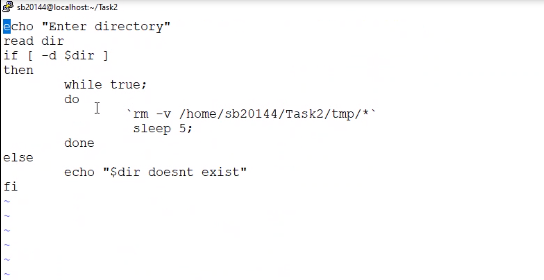 sb20144@localhost:~/Task2
echo "Enter directory"
read dir
if [ -d $dir ]
then
        while true;
        do
                `rm -v /home/sb20144/Task2/tmp/*`
                 sleep 5;
        done
else
        echo "$dir doesnt exist"
fi
~
~
~
~
~
~